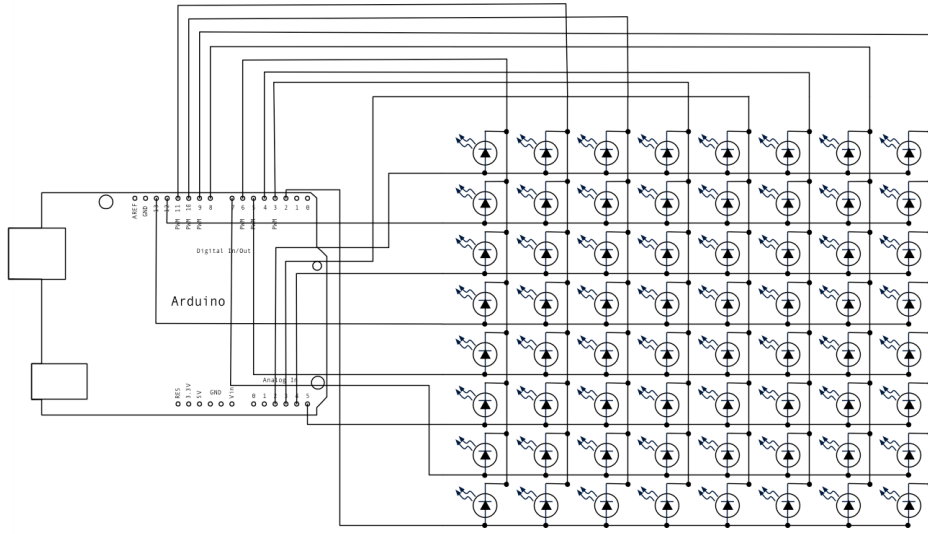 AREF
GND
13
12
PWM 11
PWM 10
PWM 9
8
7
PWM 6
PWM 5
4
PWM 3
2
1
0
Digital In/Out
Arduino
Analog In
RES
3.3V
5V
GND
Vin
0
1
2
3
4
5